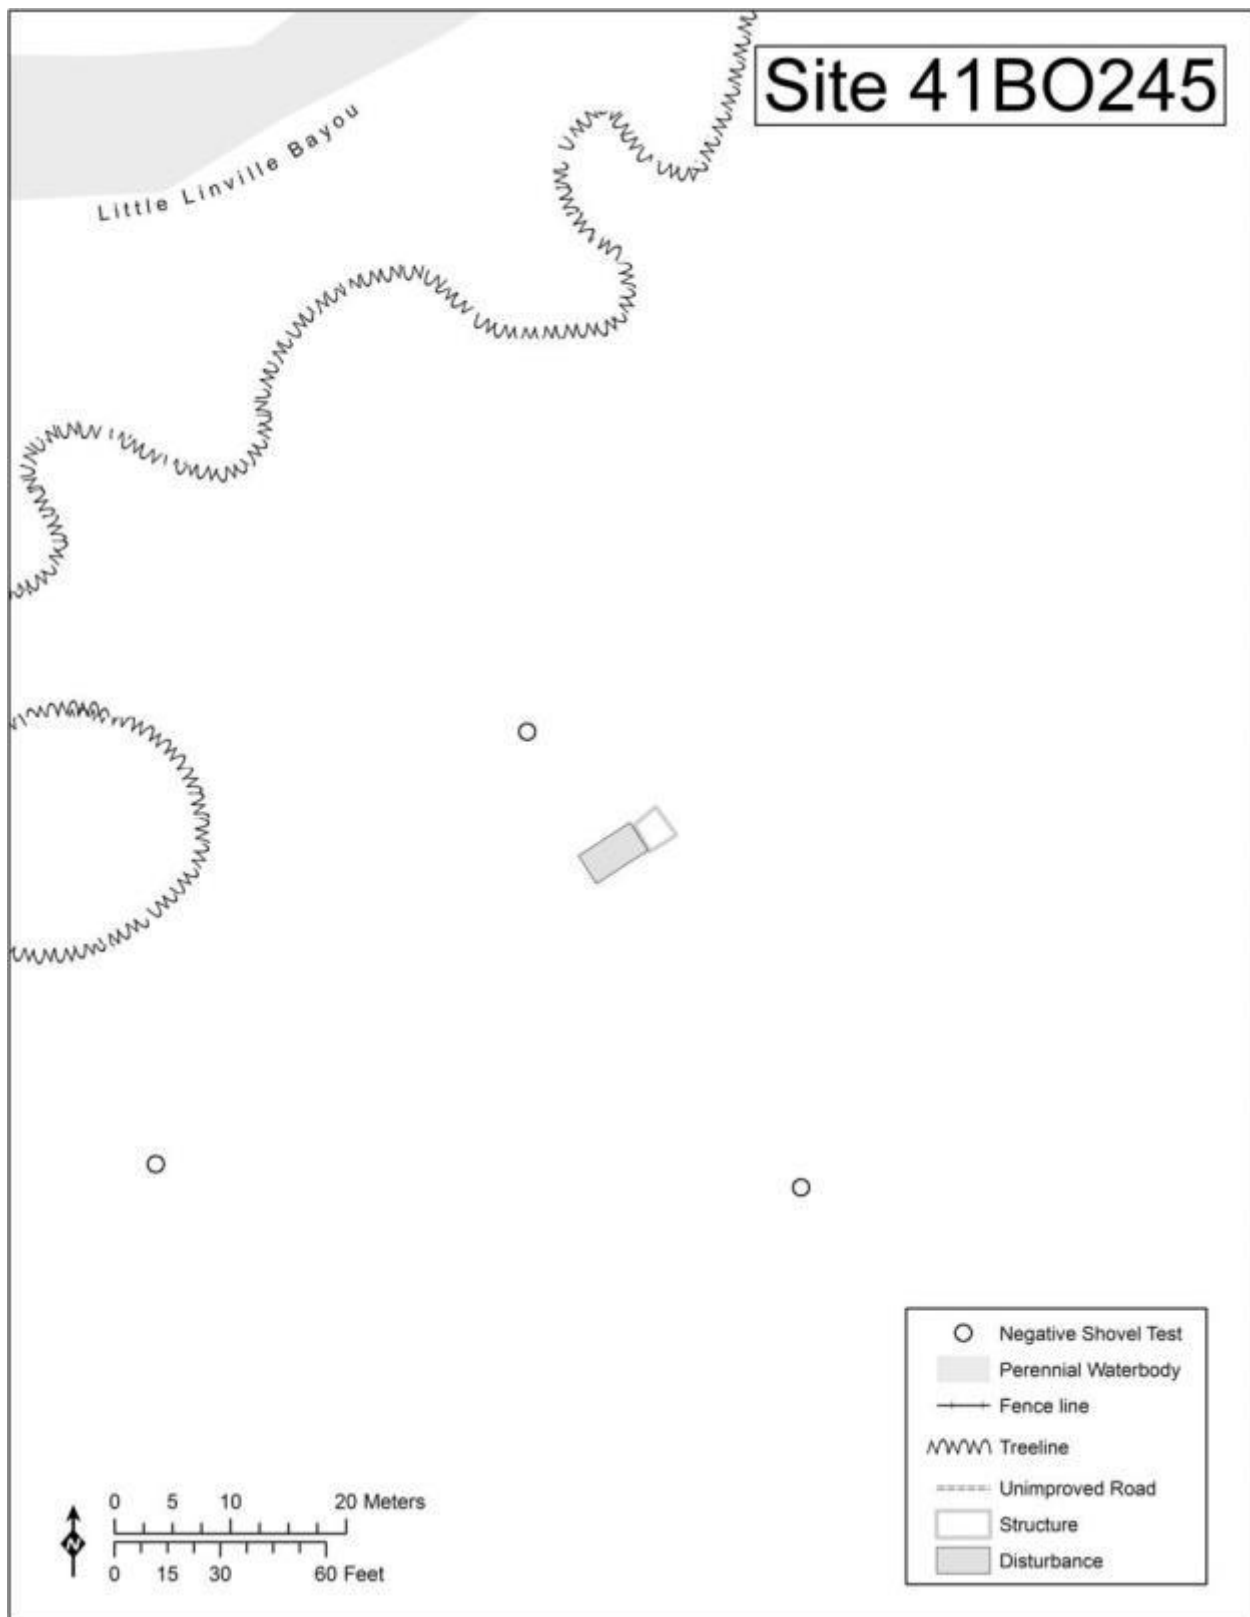 Site 41BO245
Little Linville Bayou
Negative Shovel Test
Perennial Waterbody
Fence line
Treeline
Unimproved Road
Structure
Disturbance
0 5 10 20 Meters
N
0 15 30 60 Feet